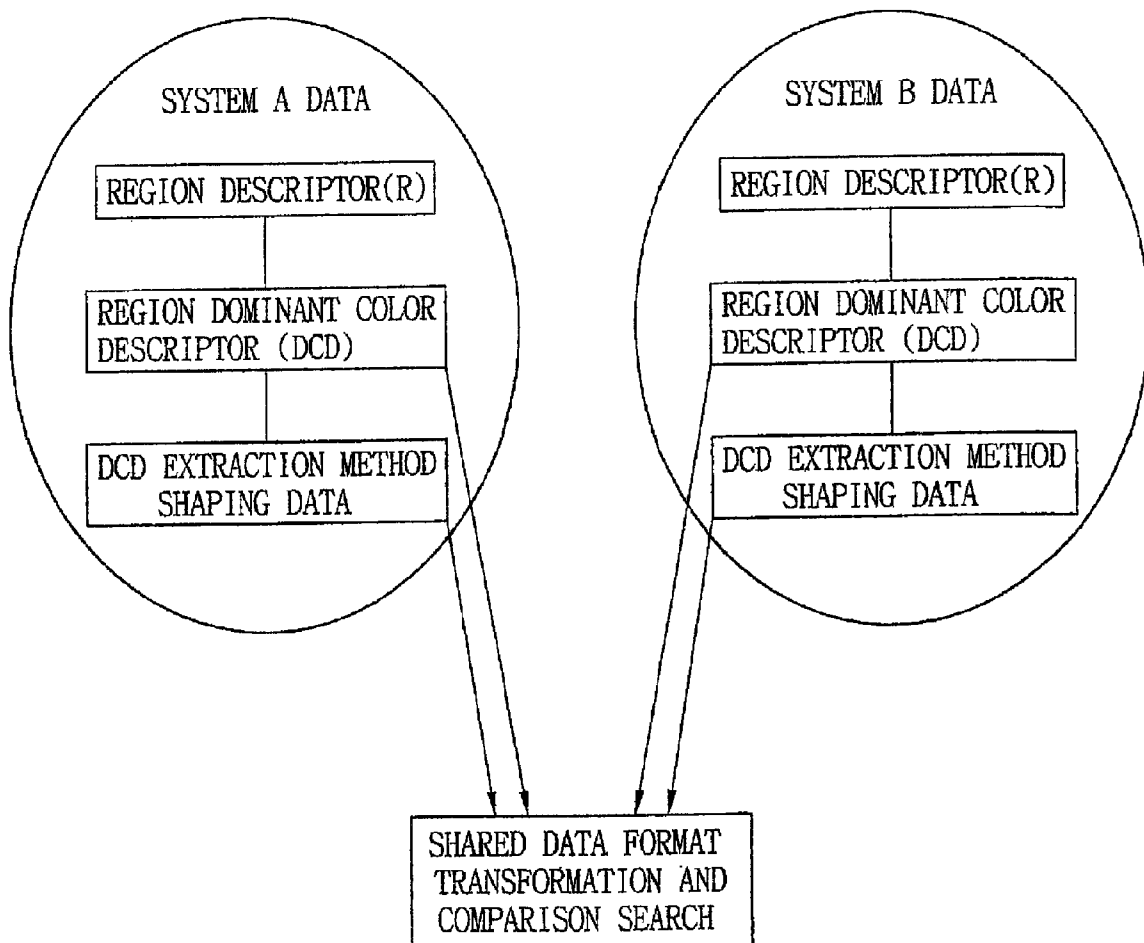 SYSTEM A DATA
REGION DESCRIPTOR(R)
REGION DOMINANT COLOR
DESCRIPTOR (DCD)
DCD EXTRACTION METHOD
SHAPING DATA
SYSTEM B DATA
REGION DESCRIPTOR(R)
REGION DOMINANT COLOR
DESCRIPTOR (DCD)
DCD EXTRACTION METHOD
SHAPING DATA
SHARED DATA FORMAT
TRANSFORMATION AND
COMPARISON SEARCH